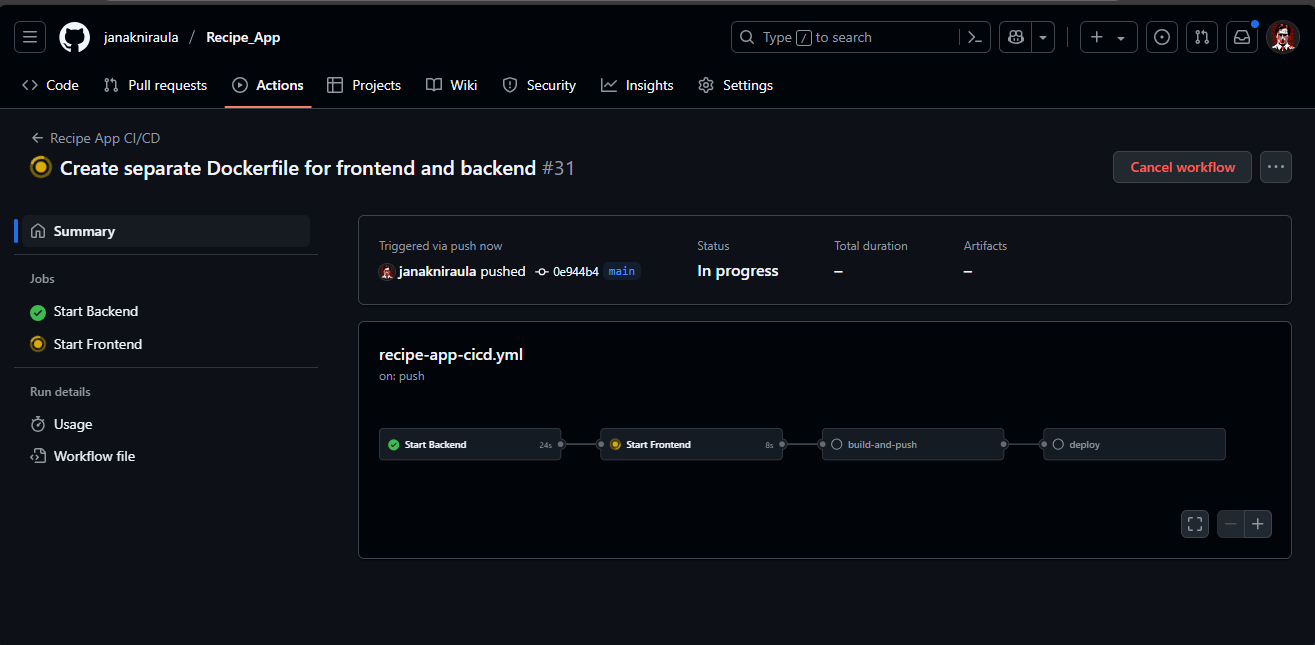 janakniraula / Recipe_App
Type / to search
Code Pull requests Actions Projects Wiki Insights Security Settings
Recipe App CI/CD
Create separate Dockerfile for frontend and backend #31
Cancel workflow
Summary
Jobs
Start Backend
Start Frontend
Run details
Usage
Workflow file
Triggered via push now
janakniraula pushed 0e944b4 main
Status
In progress
Total duration
–
Artifacts
–
recipe-app-cicd.yml
on: push
Start Backend 24s
Start Frontend 8s
build-and-push
deploy